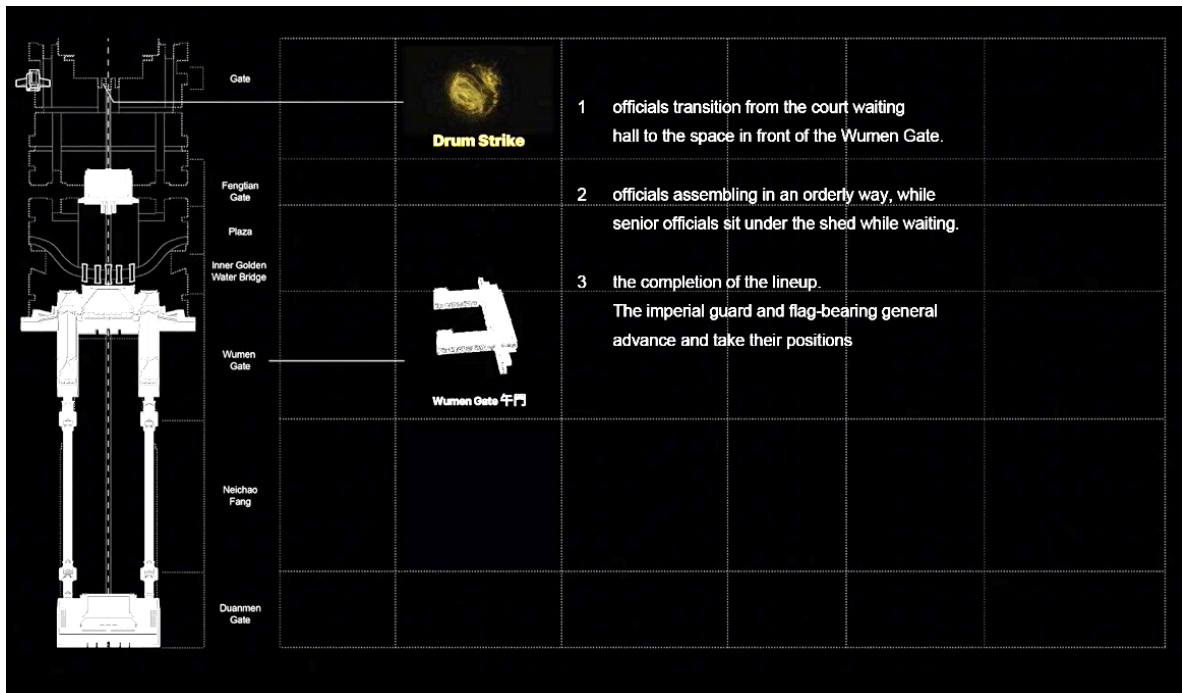 Gate
Fengtian
Gate
Plaza
Inner Golden
Water Bridge
Wumen
Gate
Neichao
Fang
Duanmen
Gate
Drum Strike
Wumen Gate 午門
1 officials transition from the court waiting
hall to the space in front of the Wumen Gate.
2 officials assembling in an orderly way, while
senior officials sit under the shed while waiting.
3 the completion of the lineup.
The imperial guard and flag-bearing general
advance and take their positions